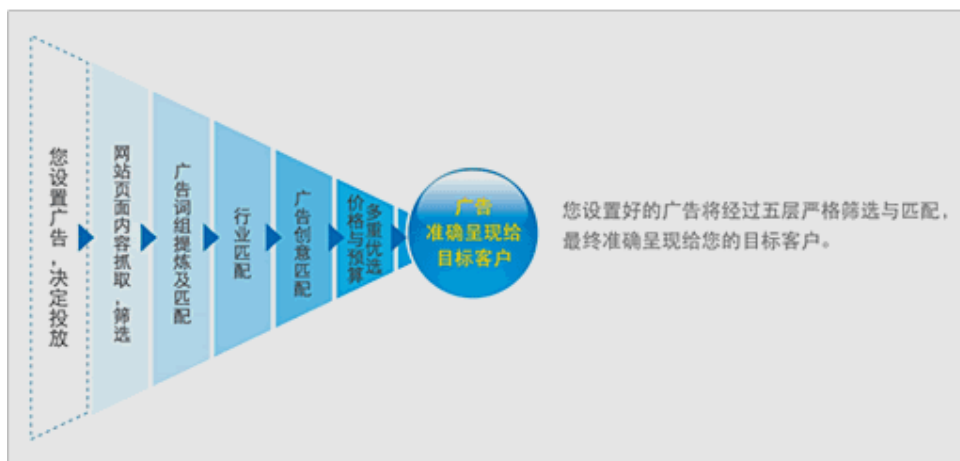 您设置广告，决定投放
网站页面内容抓取，筛选
广告词组提炼及匹配
行业匹配
广告创意匹配
多重优选
价格与预算
广告
准确呈现给
目标客户
您设置好的广告将经过五层严格筛选与匹配，
最终准确呈现给您的目标客户。